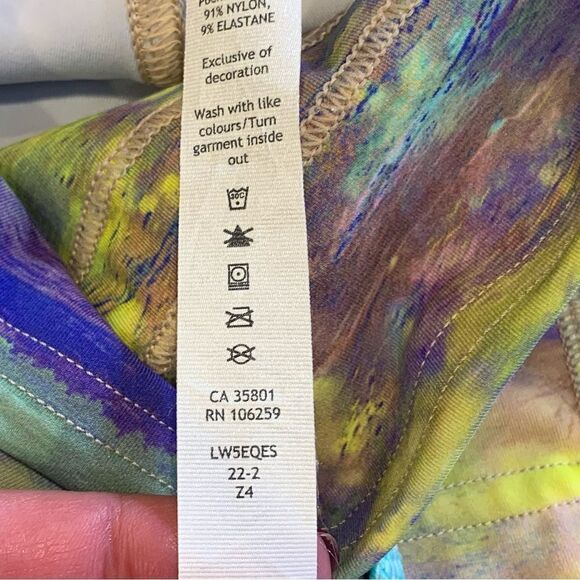 91% NYLON,
9% ELASTANE
Exclusive of
decoration
Wash with like
colours/Turn
garment inside
out
30C
CA 35801
RN 106259
LW5EQES
22-2
Z4